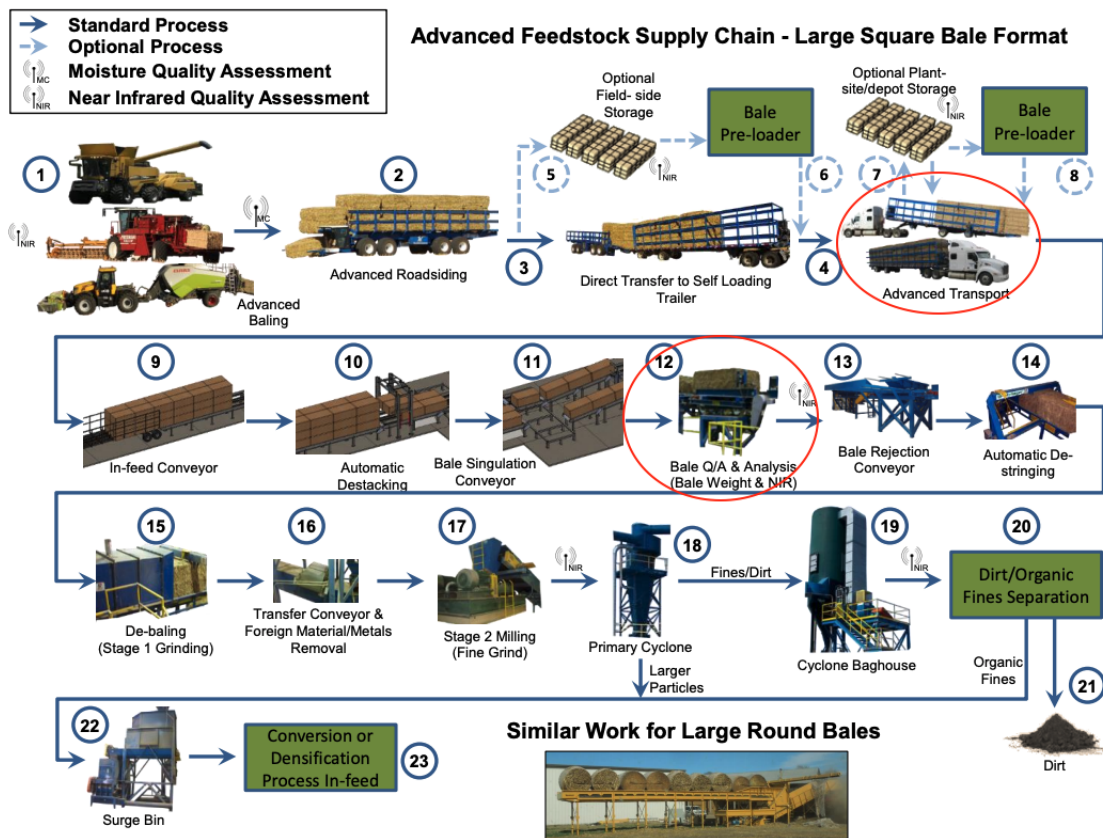 Standard Process
Optional Process
MC
Moisture Quality Assessment
NIR
Near Infrared Quality Assessment
Advanced Feedstock Supply Chain - Large Square Bale Format
Optional
Field- side
Storage
Bale
Pre-loader
Optional Plant-
site/depot Storage
NIR
Bale
Pre-loader
1
2
5
NIR
6
7
8
NIR
MC
Advanced
Baling
Advanced Roadsiding
3
Direct Transfer to Self Loading
Trailer
4
Advanced Transport
9
10
11
12
13
14
NIR
In-feed Conveyor
Automatic
Destacking
Bale Singulation
Conveyor
Bale Q/A & Analysis
(Bale Weight & NIR)
Bale Rejection
Conveyor
Automatic De-
stringing
15
16
17
18
19
20
NIR
NIR
Fines/Dirt
Dirt/Organic
Fines Separation
De-baling
(Stage 1 Grinding)
Transfer Conveyor &
Foreign Material/Metals
Removal
Stage 2 Milling
(Fine Grind)
Primary Cyclone
Cyclone Baghouse
Larger
Particles
Organic
Fines
21
Dirt
22
Surge Bin
Conversion or
Densification
Process In-feed
23
Similar Work for Large Round Bales